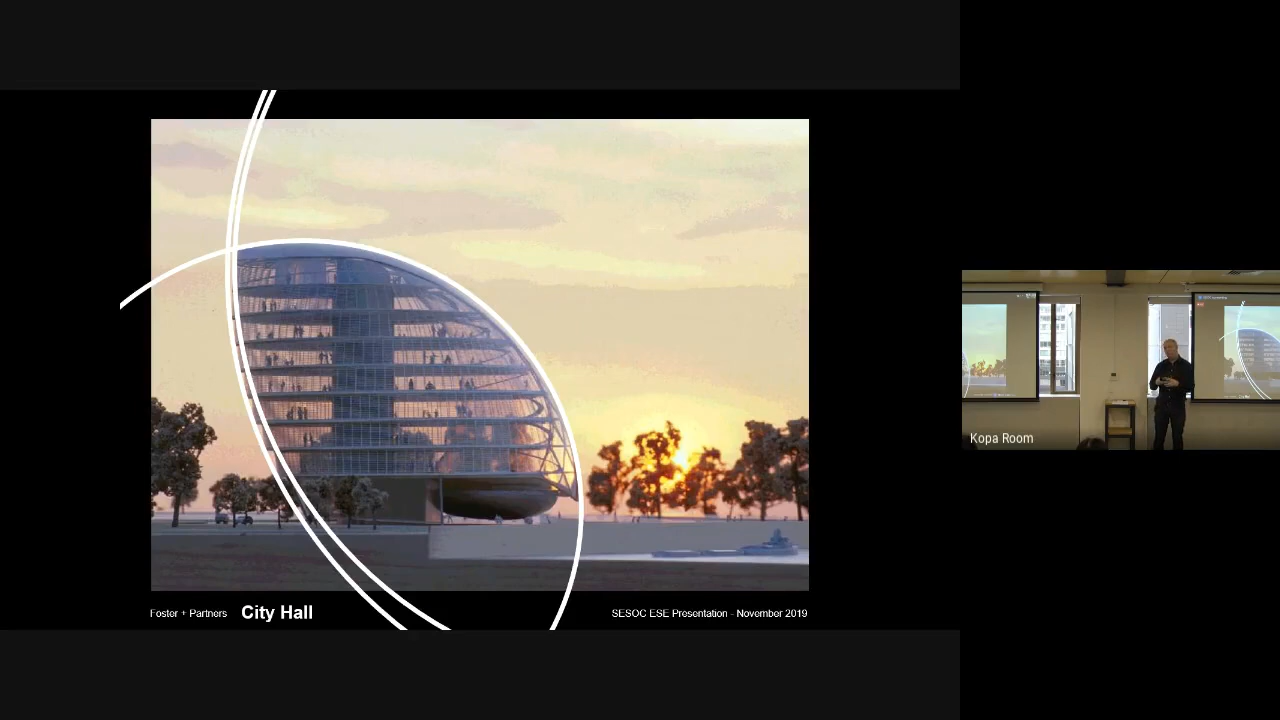 Foster + Partners City Hall
SESOC ESE Presentation - November 2019
Kopa Room